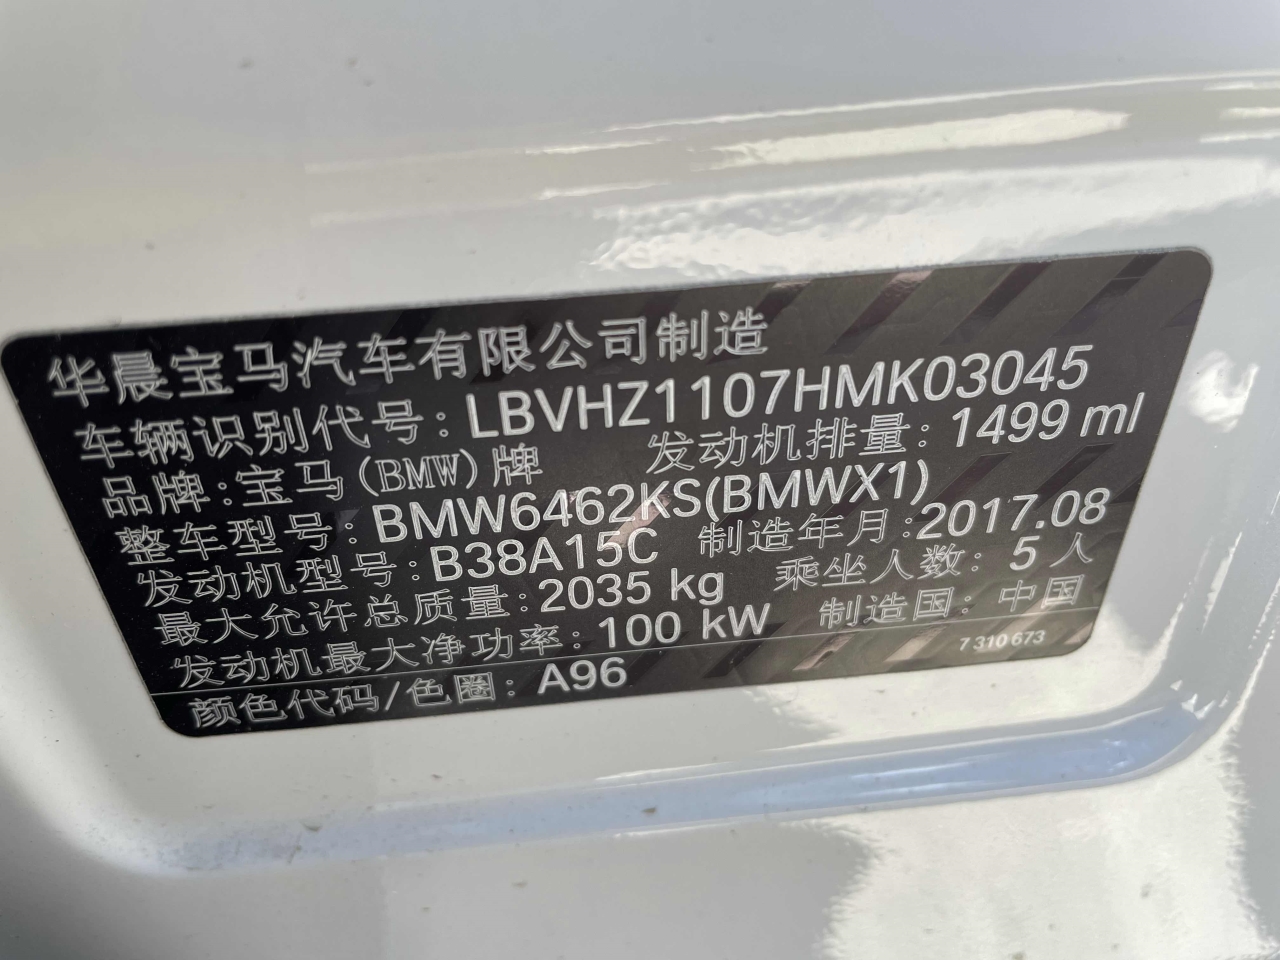 华晨宝马汽车有限公司制造
车辆识别代号: LBVHZ1107HMK03045
品牌:宝马(BMW)牌 发动机排量: 1499 ml
整车型号: BMW6462KS(BMWX1)
发动机型号: B38A15C 制造年月:2017.08
最大允许总质量:2035 kg 乘坐人数: 5 人
发动机最大净功率: 100 kW 制造国: 中国
颜色代码/色圈: A96 7 310 673